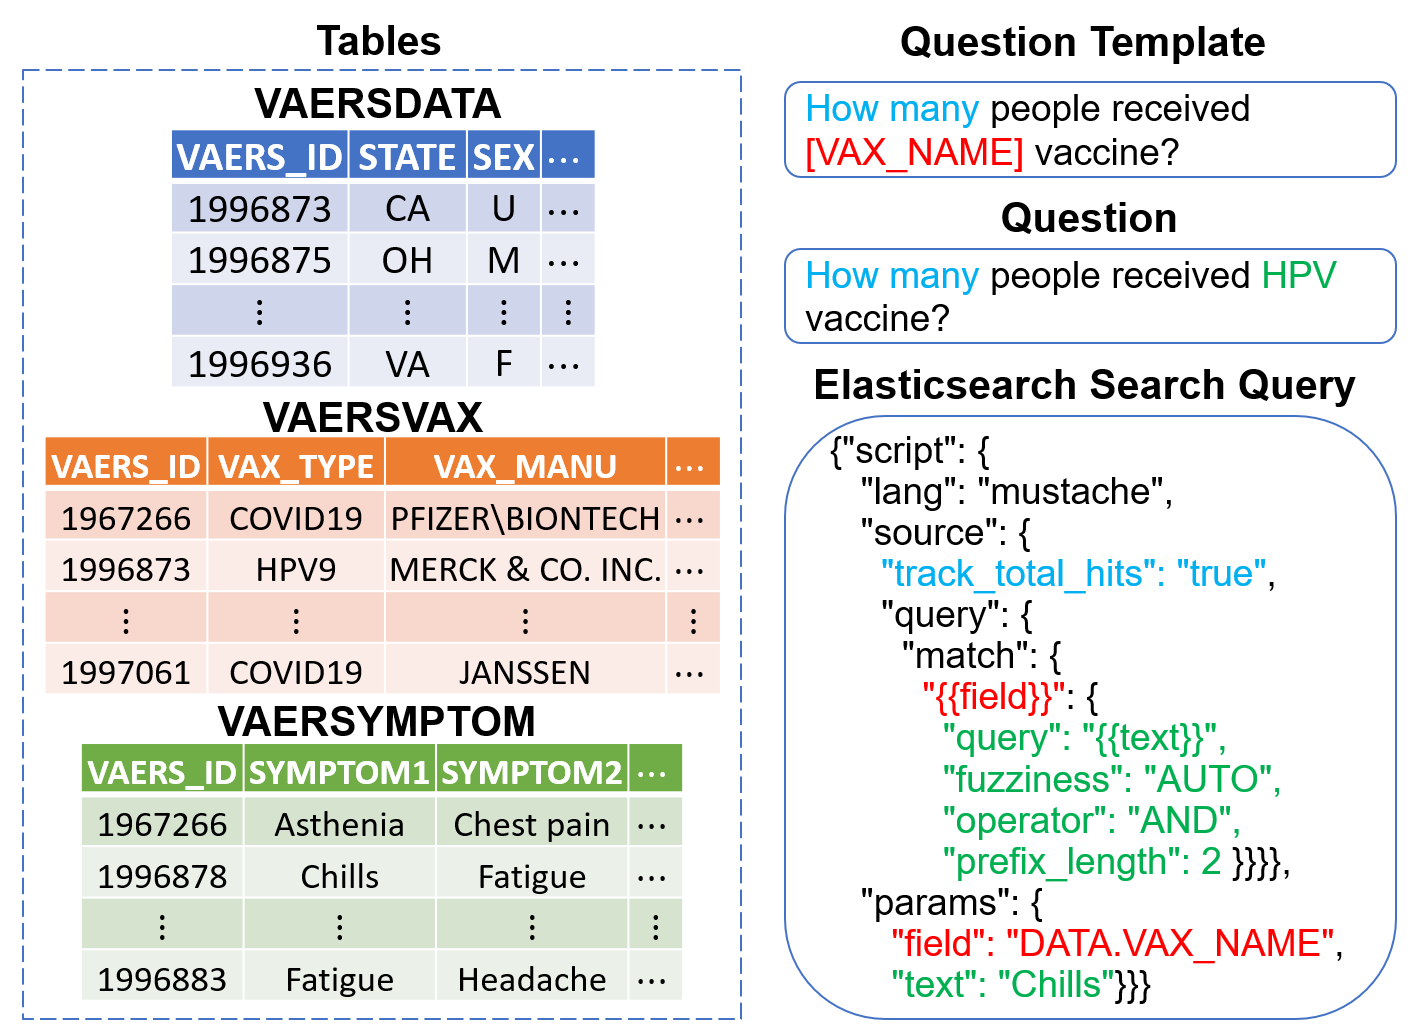 Tables
VAERSDATA
VAERS_ID STATE SEX ...
1996873 CA U ...
1996875 OH M ...
⋮ ⋮ ⋮ ⋮
1996936 VA F ...
VAERSVAX
VAERS_ID VAX_TYPE VAX_MANU ...
1967266 COVID19 PFIZER\BIONTECH ...
1996873 HPV9 MERCK & CO. INC. ...
⋮ ⋮ ⋮ ⋮
1997061 COVID19 JANSSEN ...
VAERSYMPTOM
VAERS_ID SYMPTOM1 SYMPTOM2 ...
1967266 Asthenia Chest pain ...
1996878 Chills Fatigue ...
⋮ ⋮ ⋮ ⋮
1996883 Fatigue Headache ...
Question Template
How many people received
[VAX_NAME] vaccine?
Question
How many people received HPV
vaccine?
Elasticsearch Search Query
{"script": {
"lang": "mustache",
"source": {
"track_total_hits": "true",
"query": {
"match": {
"{{field}}": {
"query": "{{text}}",
"fuzziness": "AUTO",
"operator": "AND",
"prefix_length": 2 }}}},
"params": {
"field": "DATA.VAX_NAME",
"text": "Chills"}}}